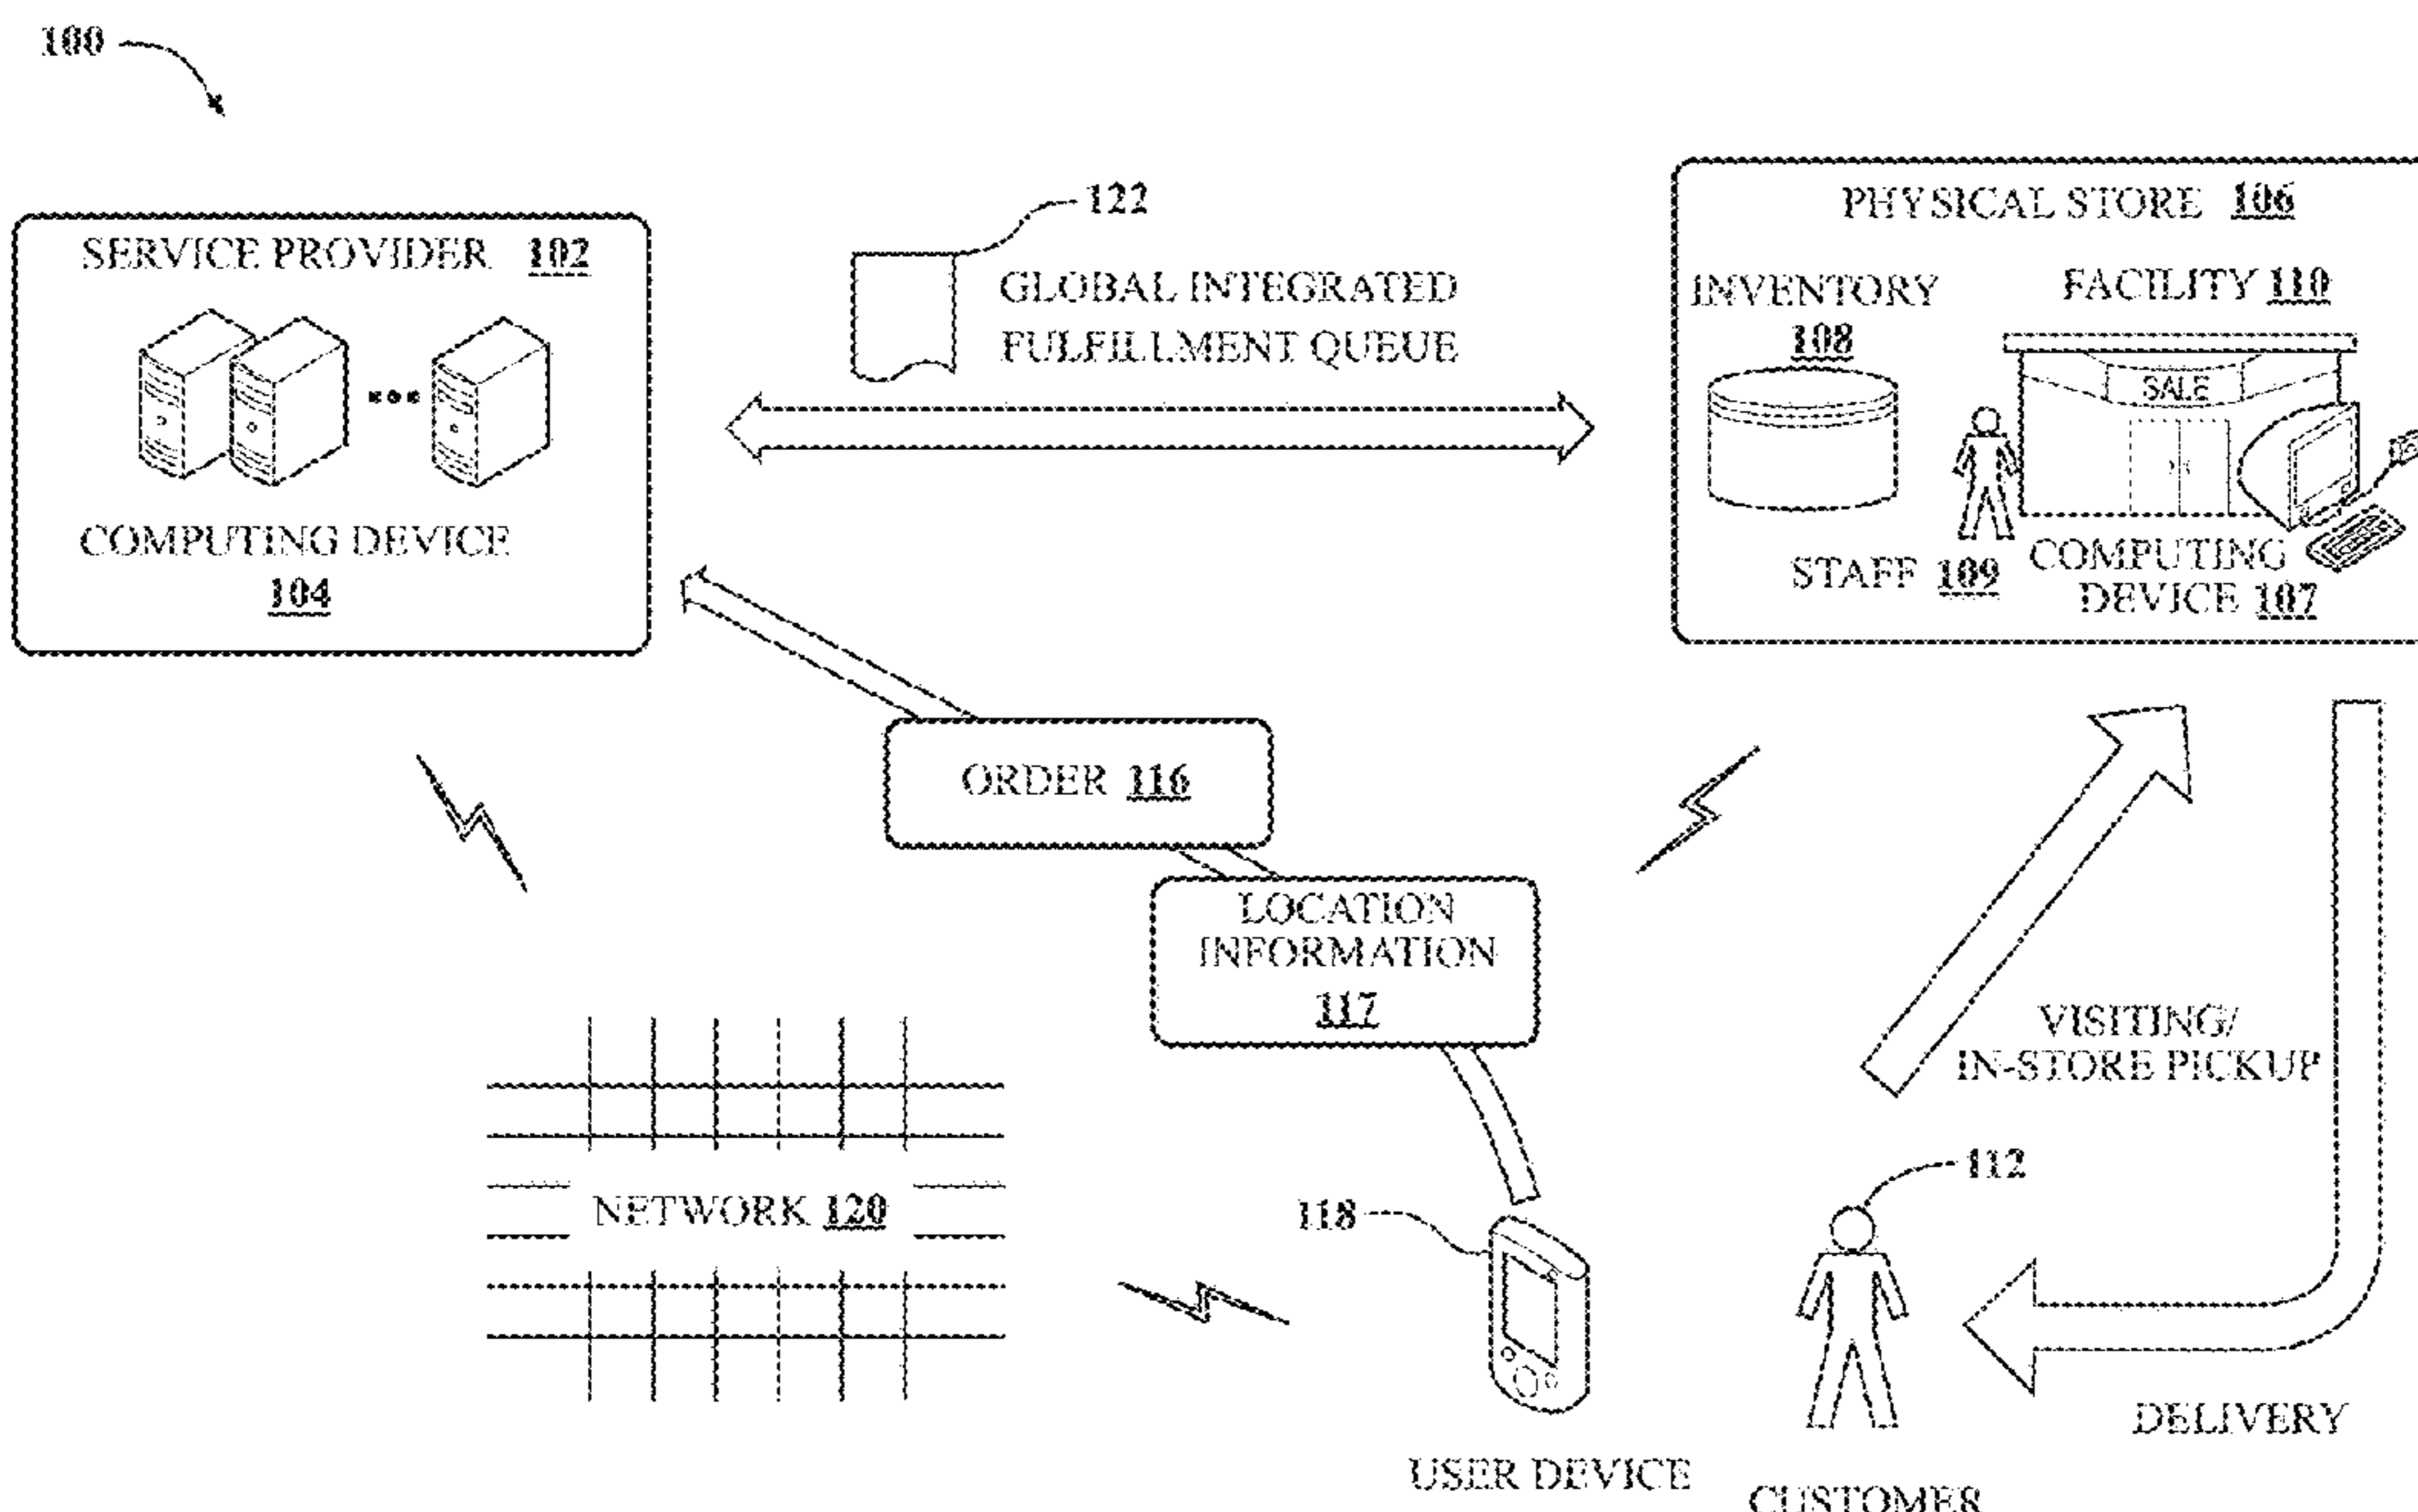 100
122
SERVICE PROVIDER 102
COMPUTING DEVICE
104
GLOBAL INTEGRATED
FULFILLMENT QUEUE
PHYSICAL STORE 106
INVENTORY
108
FACILITY 110
SALE
STAFF 109
COMPUTING
DEVICE 107
ORDER 116
LOCATION
INFORMATION
117
VISITING/
IN-STORE PICKUP
NETWORK 120
118
112
USER DEVICE
CUSTOMER
DELIVERY